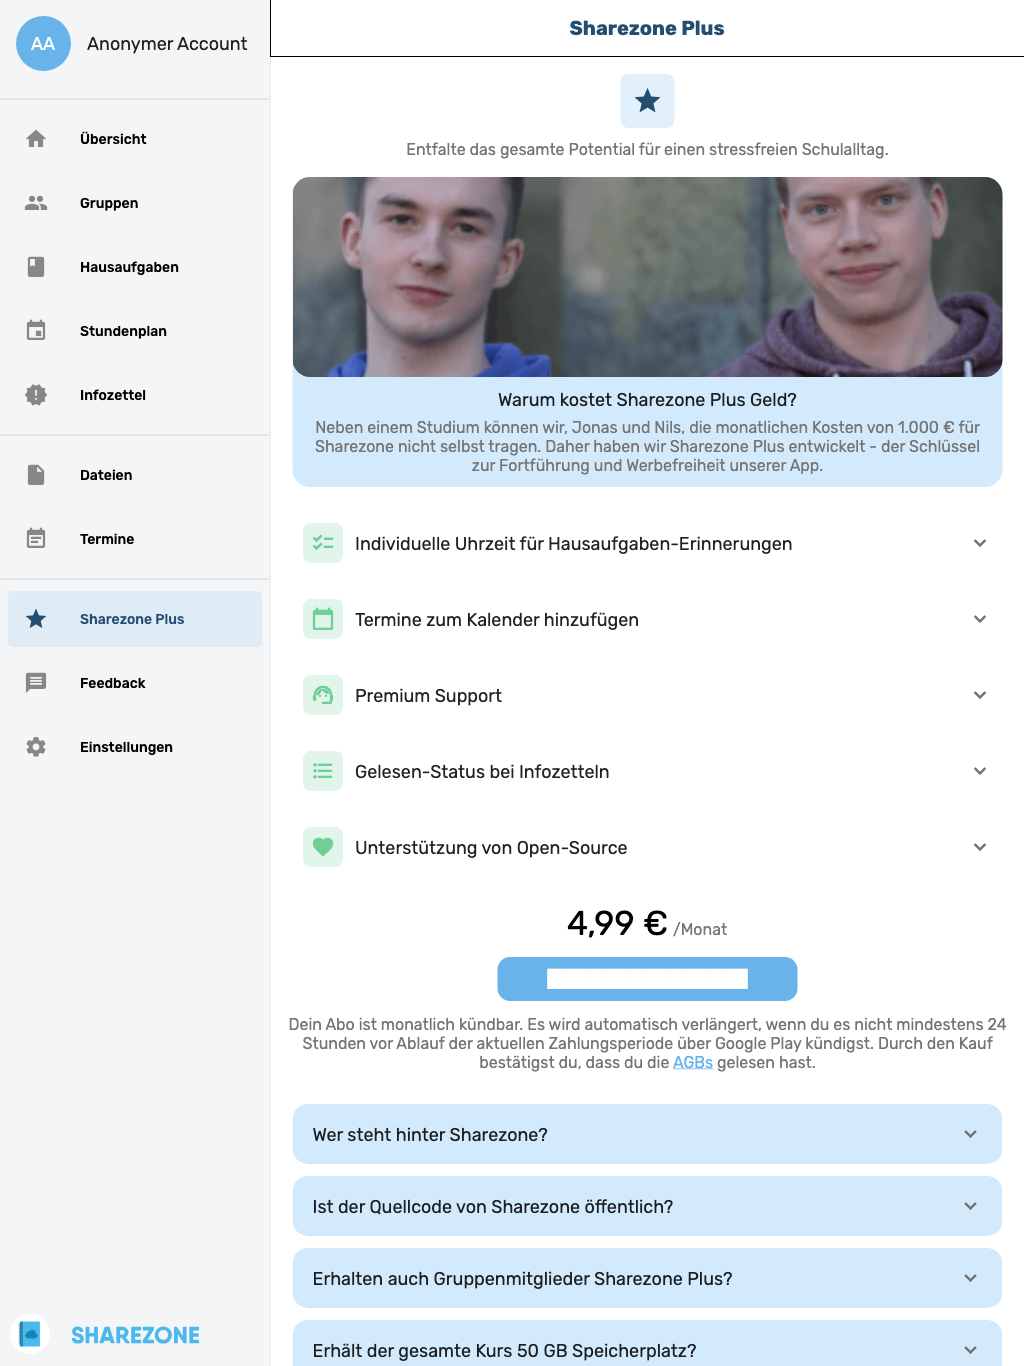 AA
Anonymer Account
Übersicht
Gruppen
Hausaufgaben
Stundenplan
Infozettel
Dateien
Termine
Sharezone Plus
Feedback
Einstellungen
SHAREZONE
Sharezone Plus
Entfalte das gesamte Potential für einen stressfreien Schulalltag.
Warum kostet Sharezone Plus Geld?
Neben einem Studium können wir, Jonas und Nils, die monatlichen Kosten von 1.000 € für
Sharezone nicht selbst tragen. Daher haben wir Sharezone Plus entwickelt - der Schlüssel
zur Fortführung und Werbefreiheit unserer App.
Individuelle Uhrzeit für Hausaufgaben-Erinnerungen
Termine zum Kalender hinzufügen
Premium Support
Gelesen-Status bei Infozetteln
Unterstützung von Open-Source
4,99 € /Monat
Dein Abo ist monatlich kündbar. Es wird automatisch verlängert, wenn du es nicht mindestens 24
Stunden vor Ablauf der aktuellen Zahlungsperiode über Google Play kündigst. Durch den Kauf
bestätigst du, dass du die AGBs gelesen hast.
Wer steht hinter Sharezone?
Ist der Quellcode von Sharezone öffentlich?
Erhalten auch Gruppenmitglieder Sharezone Plus?
Erhält der gesamte Kurs 50 GB Speicherplatz?